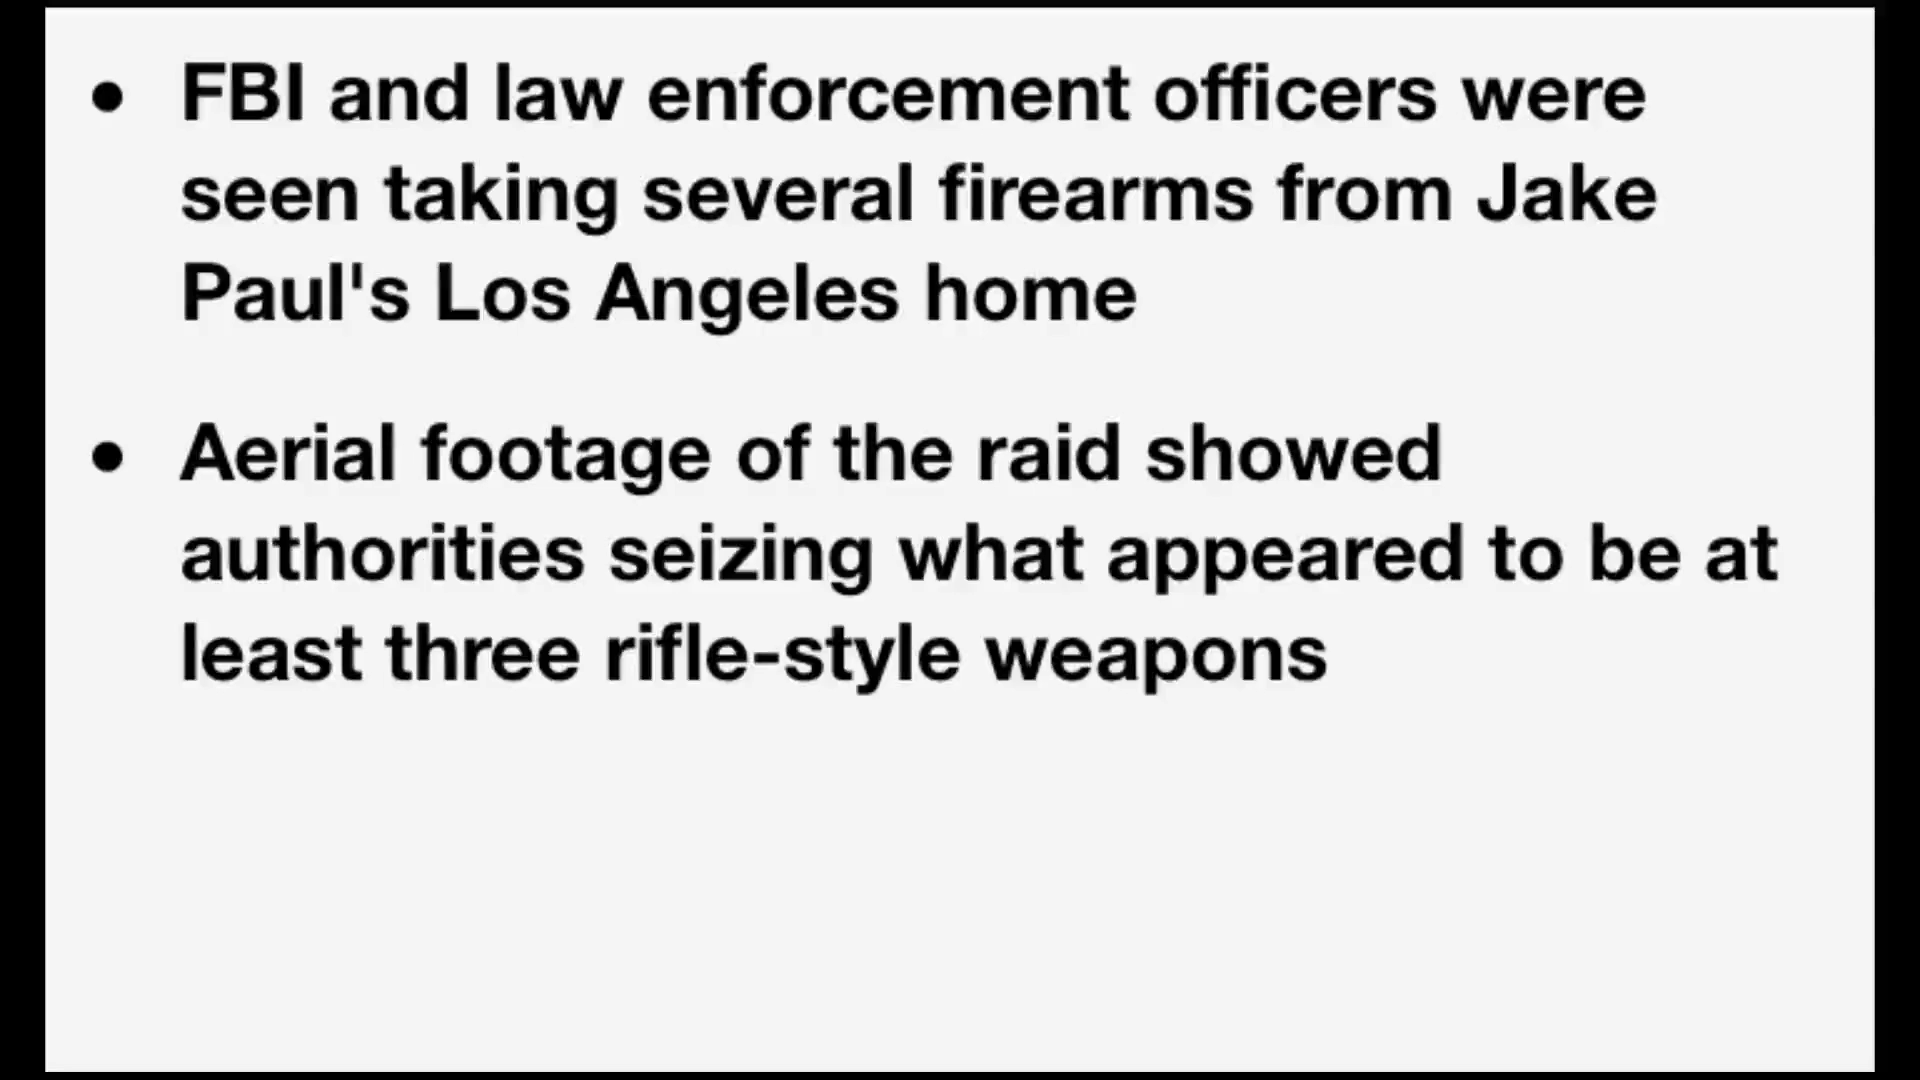 • FBI and law enforcement officers were
seen taking several firearms from Jake
Paul's Los Angeles home
• Aerial footage of the raid showed
authorities seizing what appeared to be at
least three rifle-style weapons